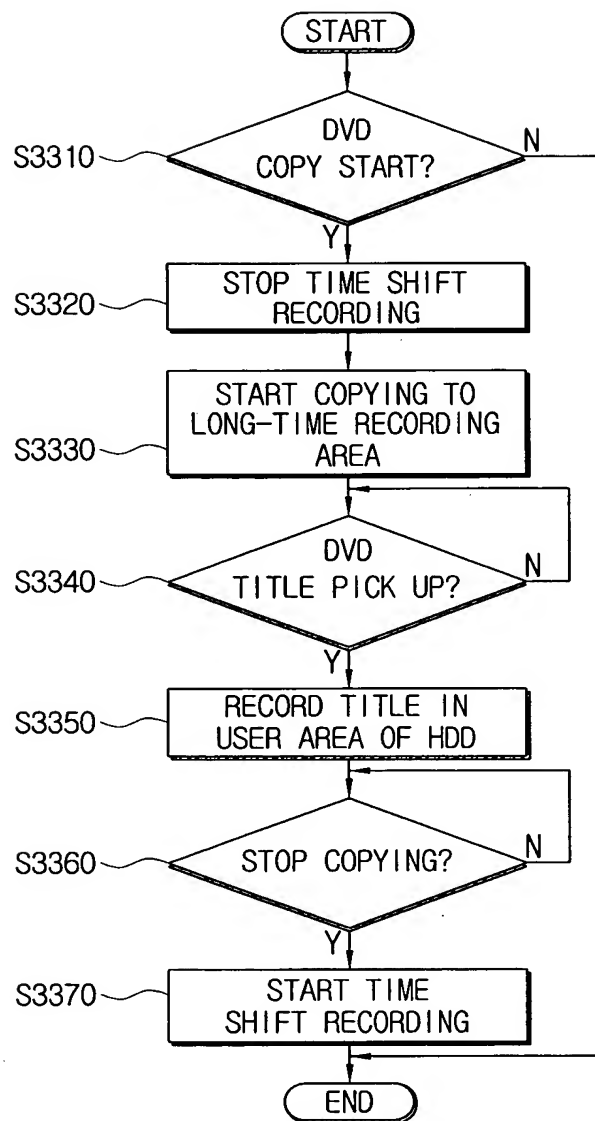 START
DVD
COPY START?
N
S3310
Y
STOP TIME SHIFT
RECORDING
S3320
START COPYING TO
LONG-TIME RECORDING
AREA
S3330
DVD
TITLE PICK UP?
N
S3340
Y
RECORD TITLE IN
USER AREA OF HDD
S3350
STOP COPYING?
N
S3360
Y
START TIME
SHIFT RECORDING
S3370
END